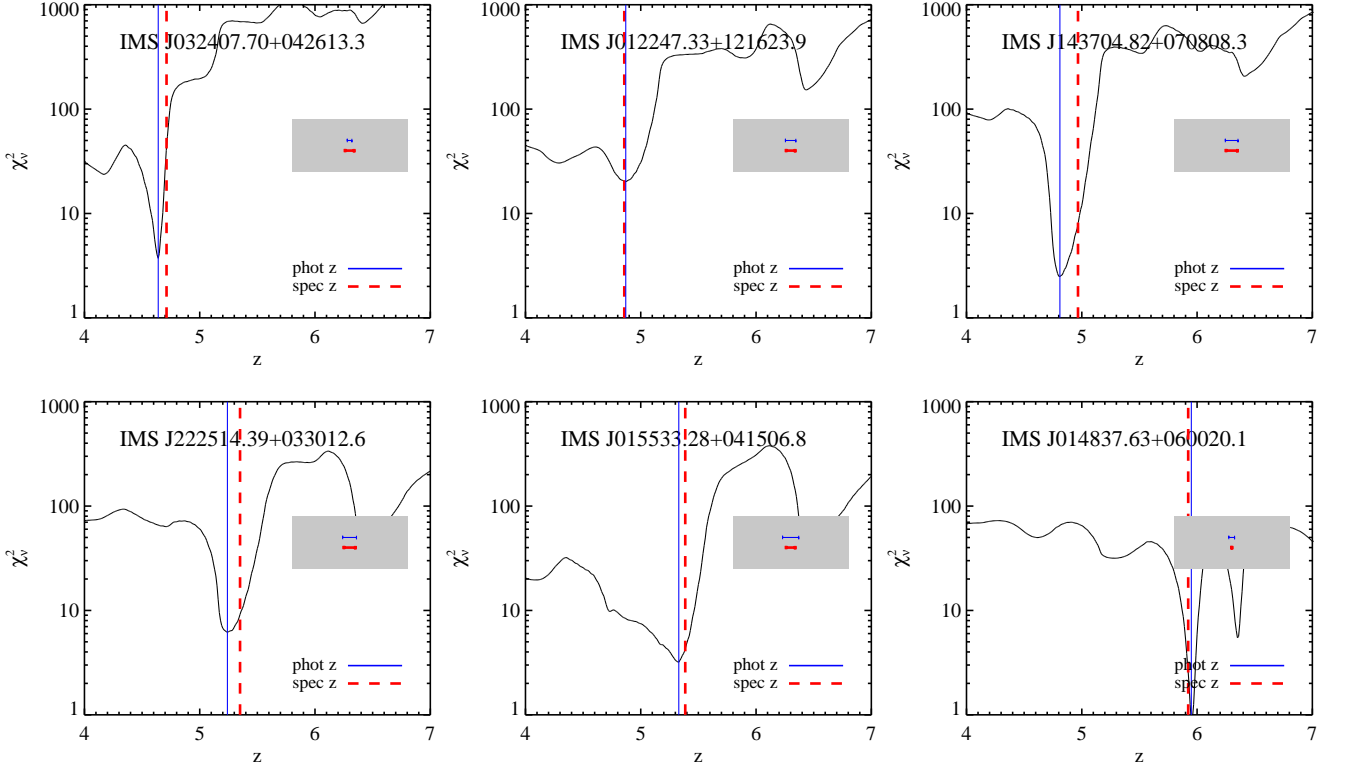 1000
100
10
1
χ²ν
IMS J032407.70+042613.3
phot z
spec z
4 5 6 7
z
1000
100
10
1
χ²ν
IMS J012247.33+121623.9
phot z
spec z
4 5 6 7
z
1000
100
10
1
χ²ν
IMS J143704.82+070808.3
phot z
spec z
4 5 6 7
z
1000
100
10
1
χ²ν
IMS J222514.39+033012.6
phot z
spec z
4 5 6 7
z
1000
100
10
1
χ²ν
IMS J015533.28+041506.8
phot z
spec z
4 5 6 7
z
1000
100
10
1
χ²ν
IMS J014837.63+060020.1
phot z
spec z
4 5 6 7
z